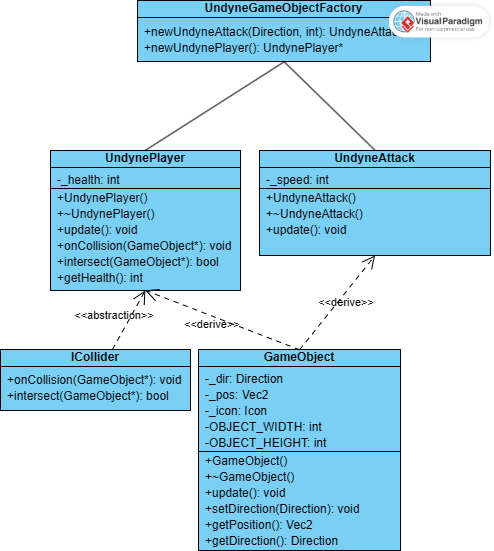 UndyneGameObjectFactory
+newUndyneAttack(Direction, int): UndyneAttac
+newUndynePlayer(): UndynePlayer*
Made with
VisualParadigm
For non-commercial use
UndynePlayer
-_health: int
+UndynePlayer()
+~UndynePlayer()
+update(): void
+onCollision(GameObject*): void
+intersect(GameObject*): bool
+getHealth(): int
UndyneAttack
-_speed: int
+UndyneAttack()
+~UndyneAttack()
+update(): void
<<abstraction>>
<<derive>>
<<derive>>
ICollider
+onCollision(GameObject*): void
+intersect(GameObject*): bool
GameObject
-_dir: Direction
-_pos: Vec2
-_icon: Icon
-OBJECT_WIDTH: int
-OBJECT_HEIGHT: int
+GameObject()
+~GameObject()
+update(): void
+setDirection(Direction): void
+getPosition(): Vec2
+getDirection(): Direction